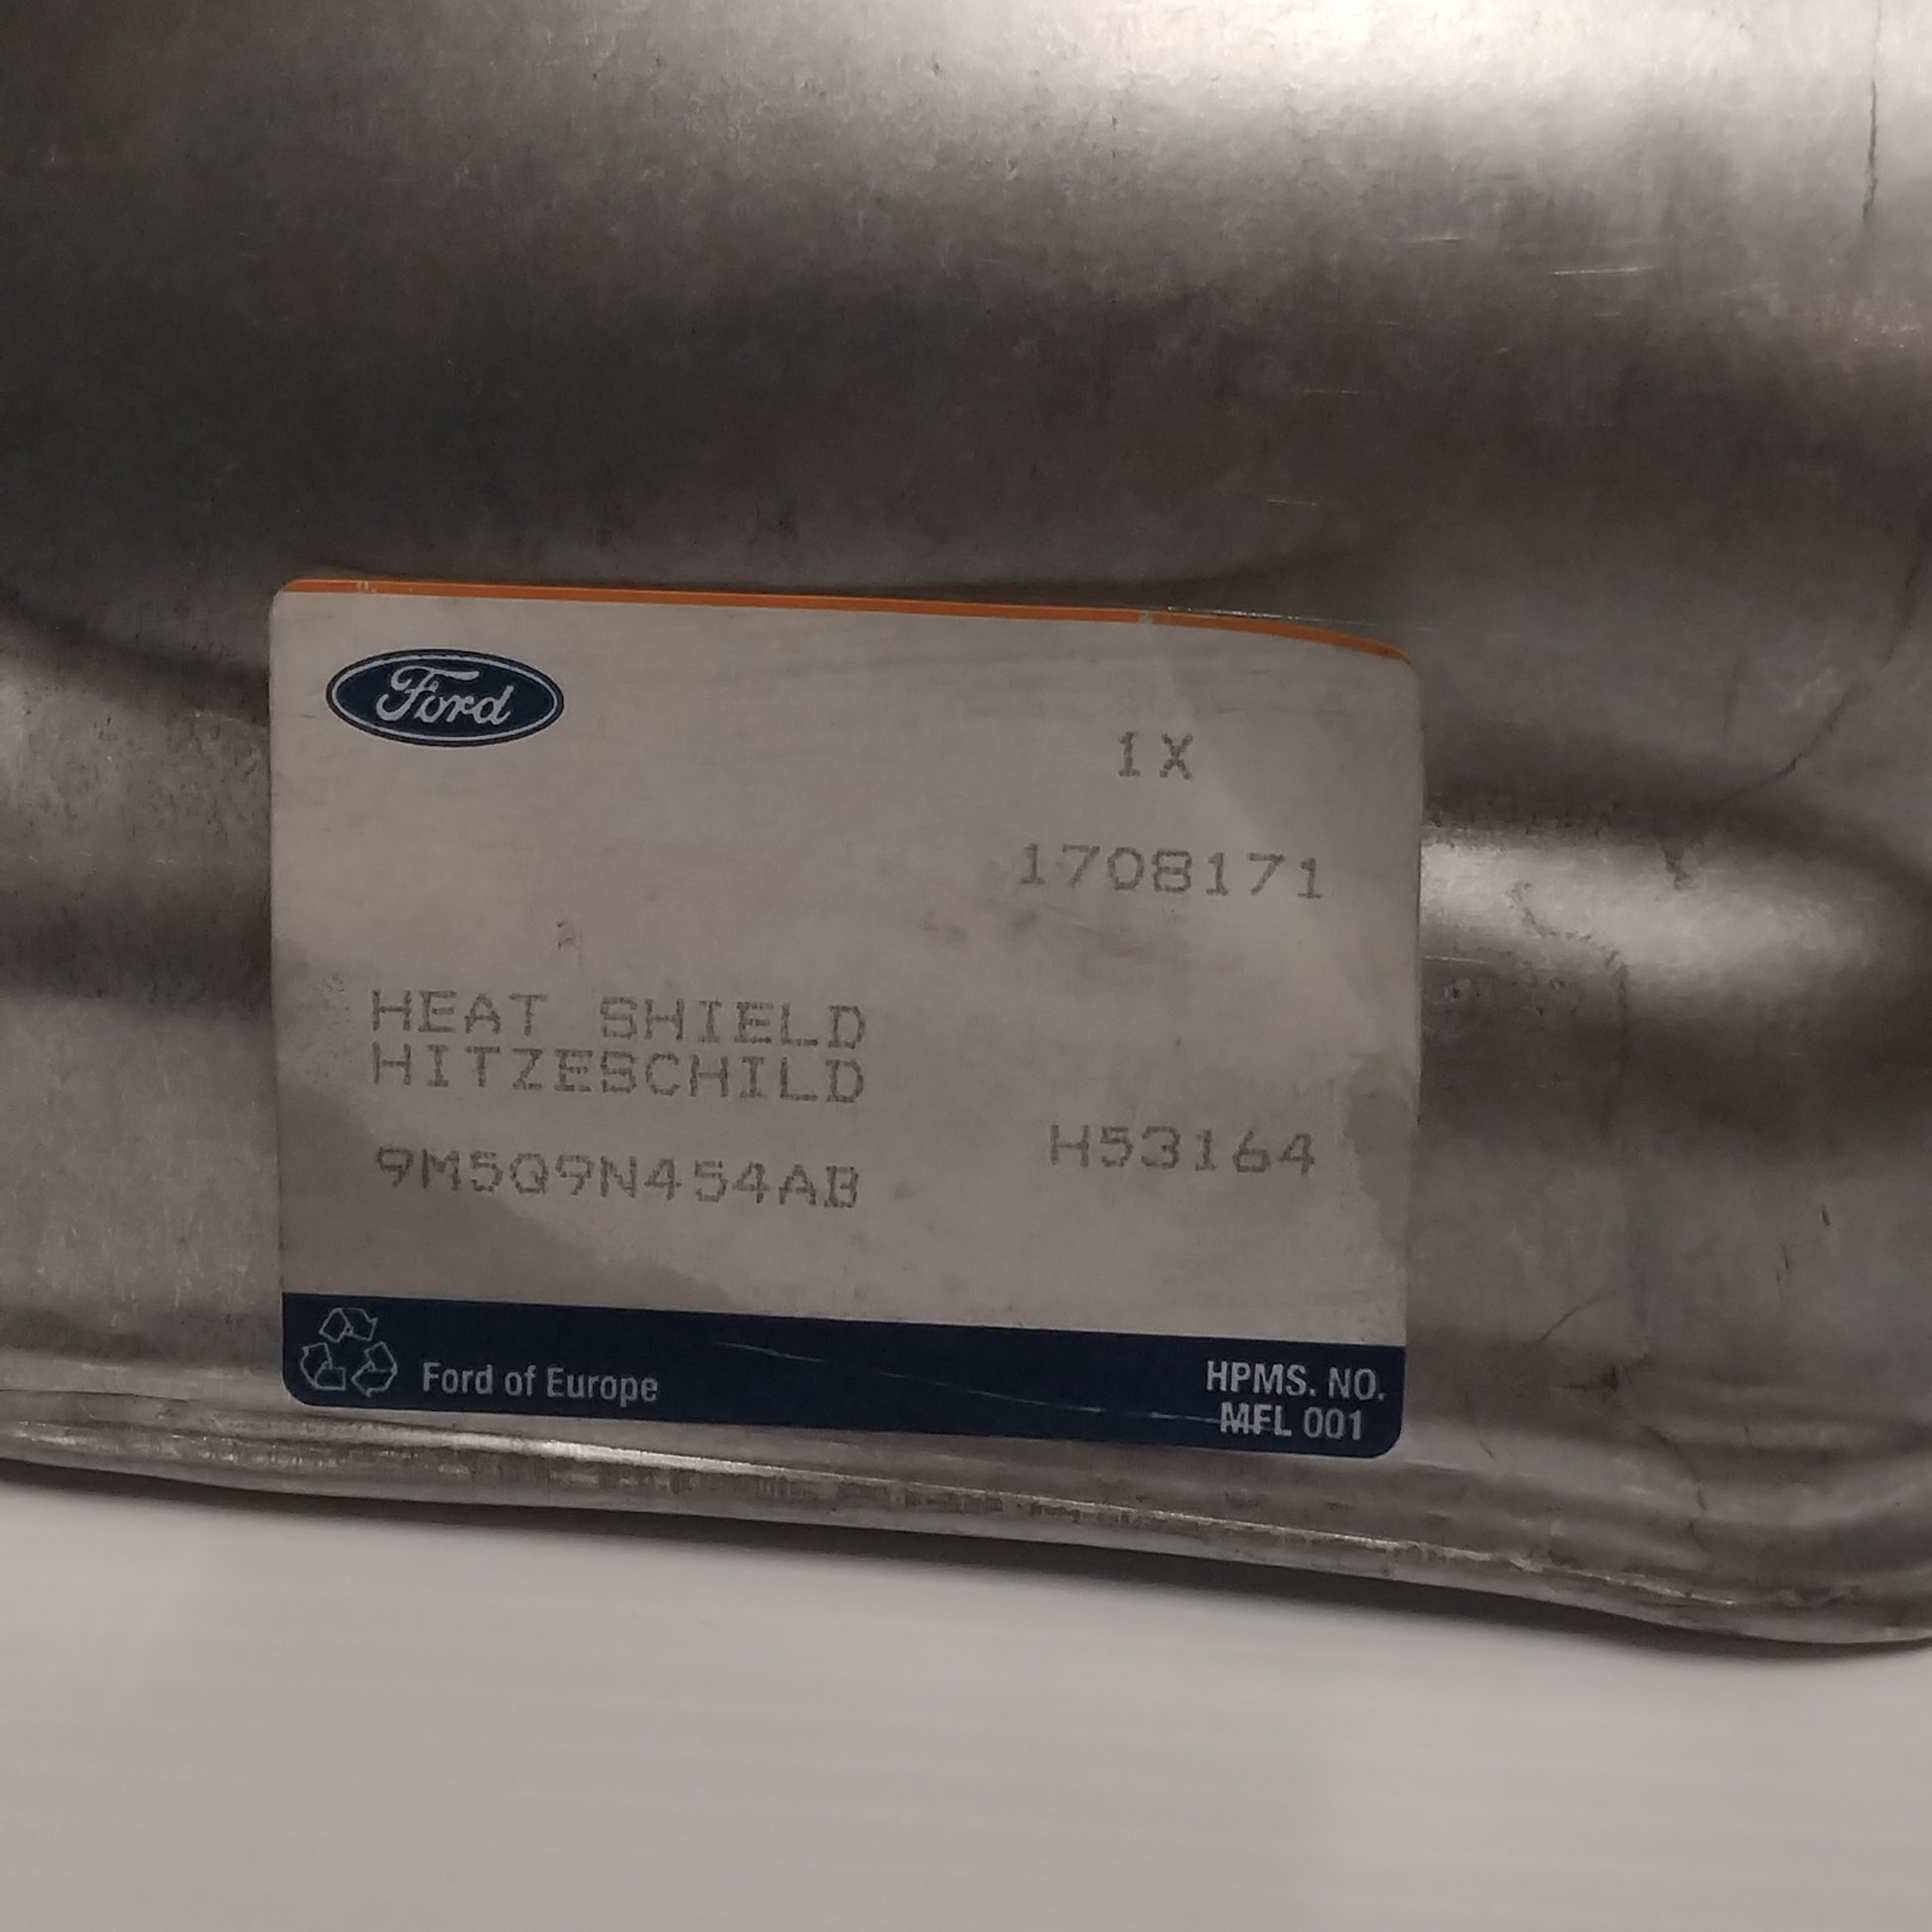 Ford
1X
1708171
HEAT SHIELD
HITZESCHILD
9M5Q9N454AB
H53164
Ford of Europe
HPMS. NO.
MFL 001